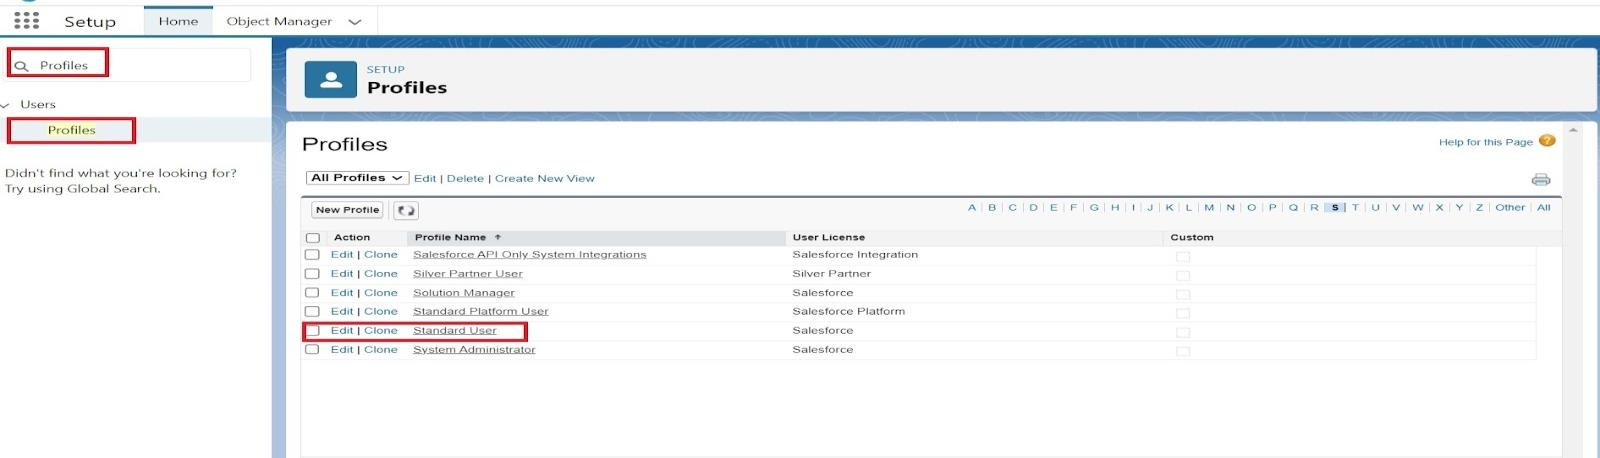 Setup Home Object Manager
Profiles
Users
Profiles
Didn't find what you're looking for?
Try using Global Search.
SETUP
Profiles
Profiles
Help for this Page ?
All Profiles Edit | Delete | Create New View
New Profile A | B | C | D | E | F | G | H | I | J | K | L | M | N | O | P | Q | R | S | T | U | V | W | X | Y | Z | Other | All
Action Profile Name ↑ User License Custom
Edit | Clone Salesforce API Only System Integrations Salesforce Integration
Edit | Clone Silver Partner User Silver Partner
Edit | Clone Solution Manager Salesforce
Edit | Clone Standard Platform User Salesforce Platform
Edit | Clone Standard User Salesforce
Edit | Clone System Administrator Salesforce